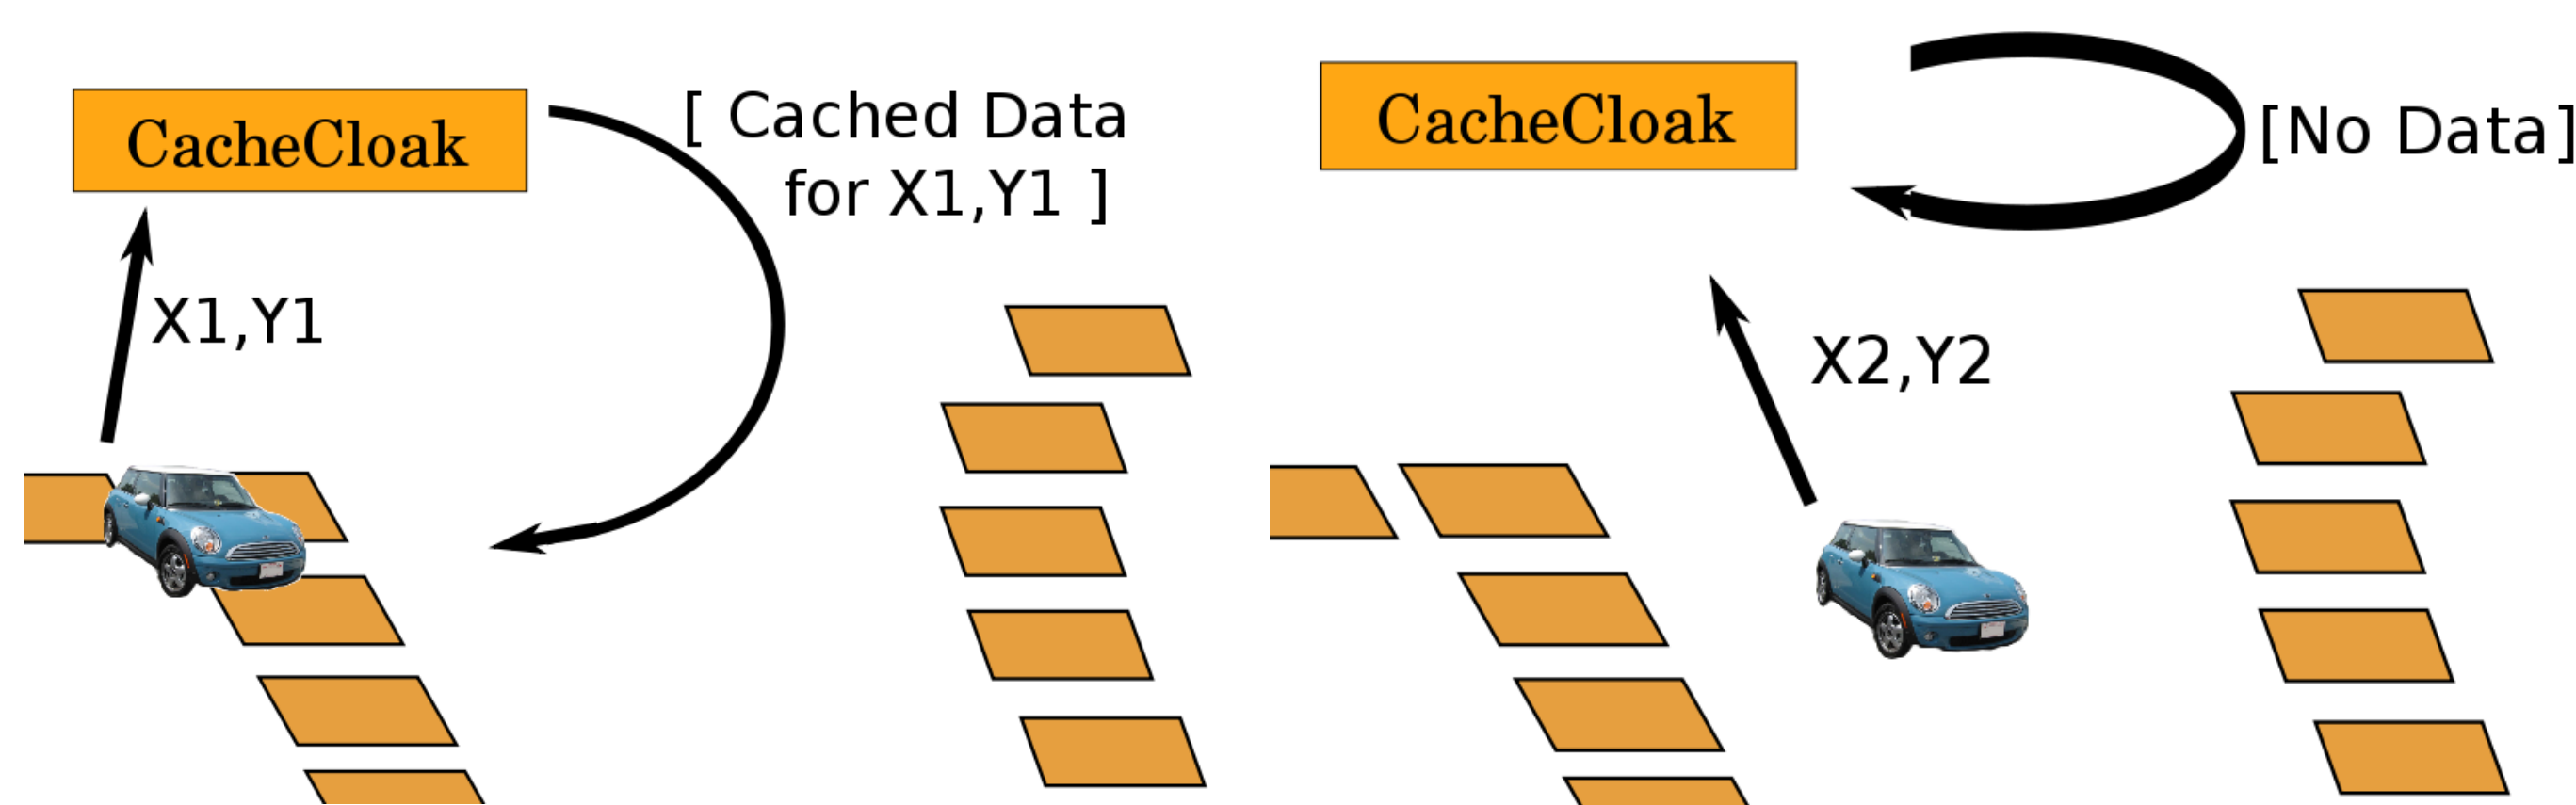 CacheCloak
[ Cached Data
for X1,Y1 ]
X1,Y1
CacheCloak
[No Data]
X2,Y2